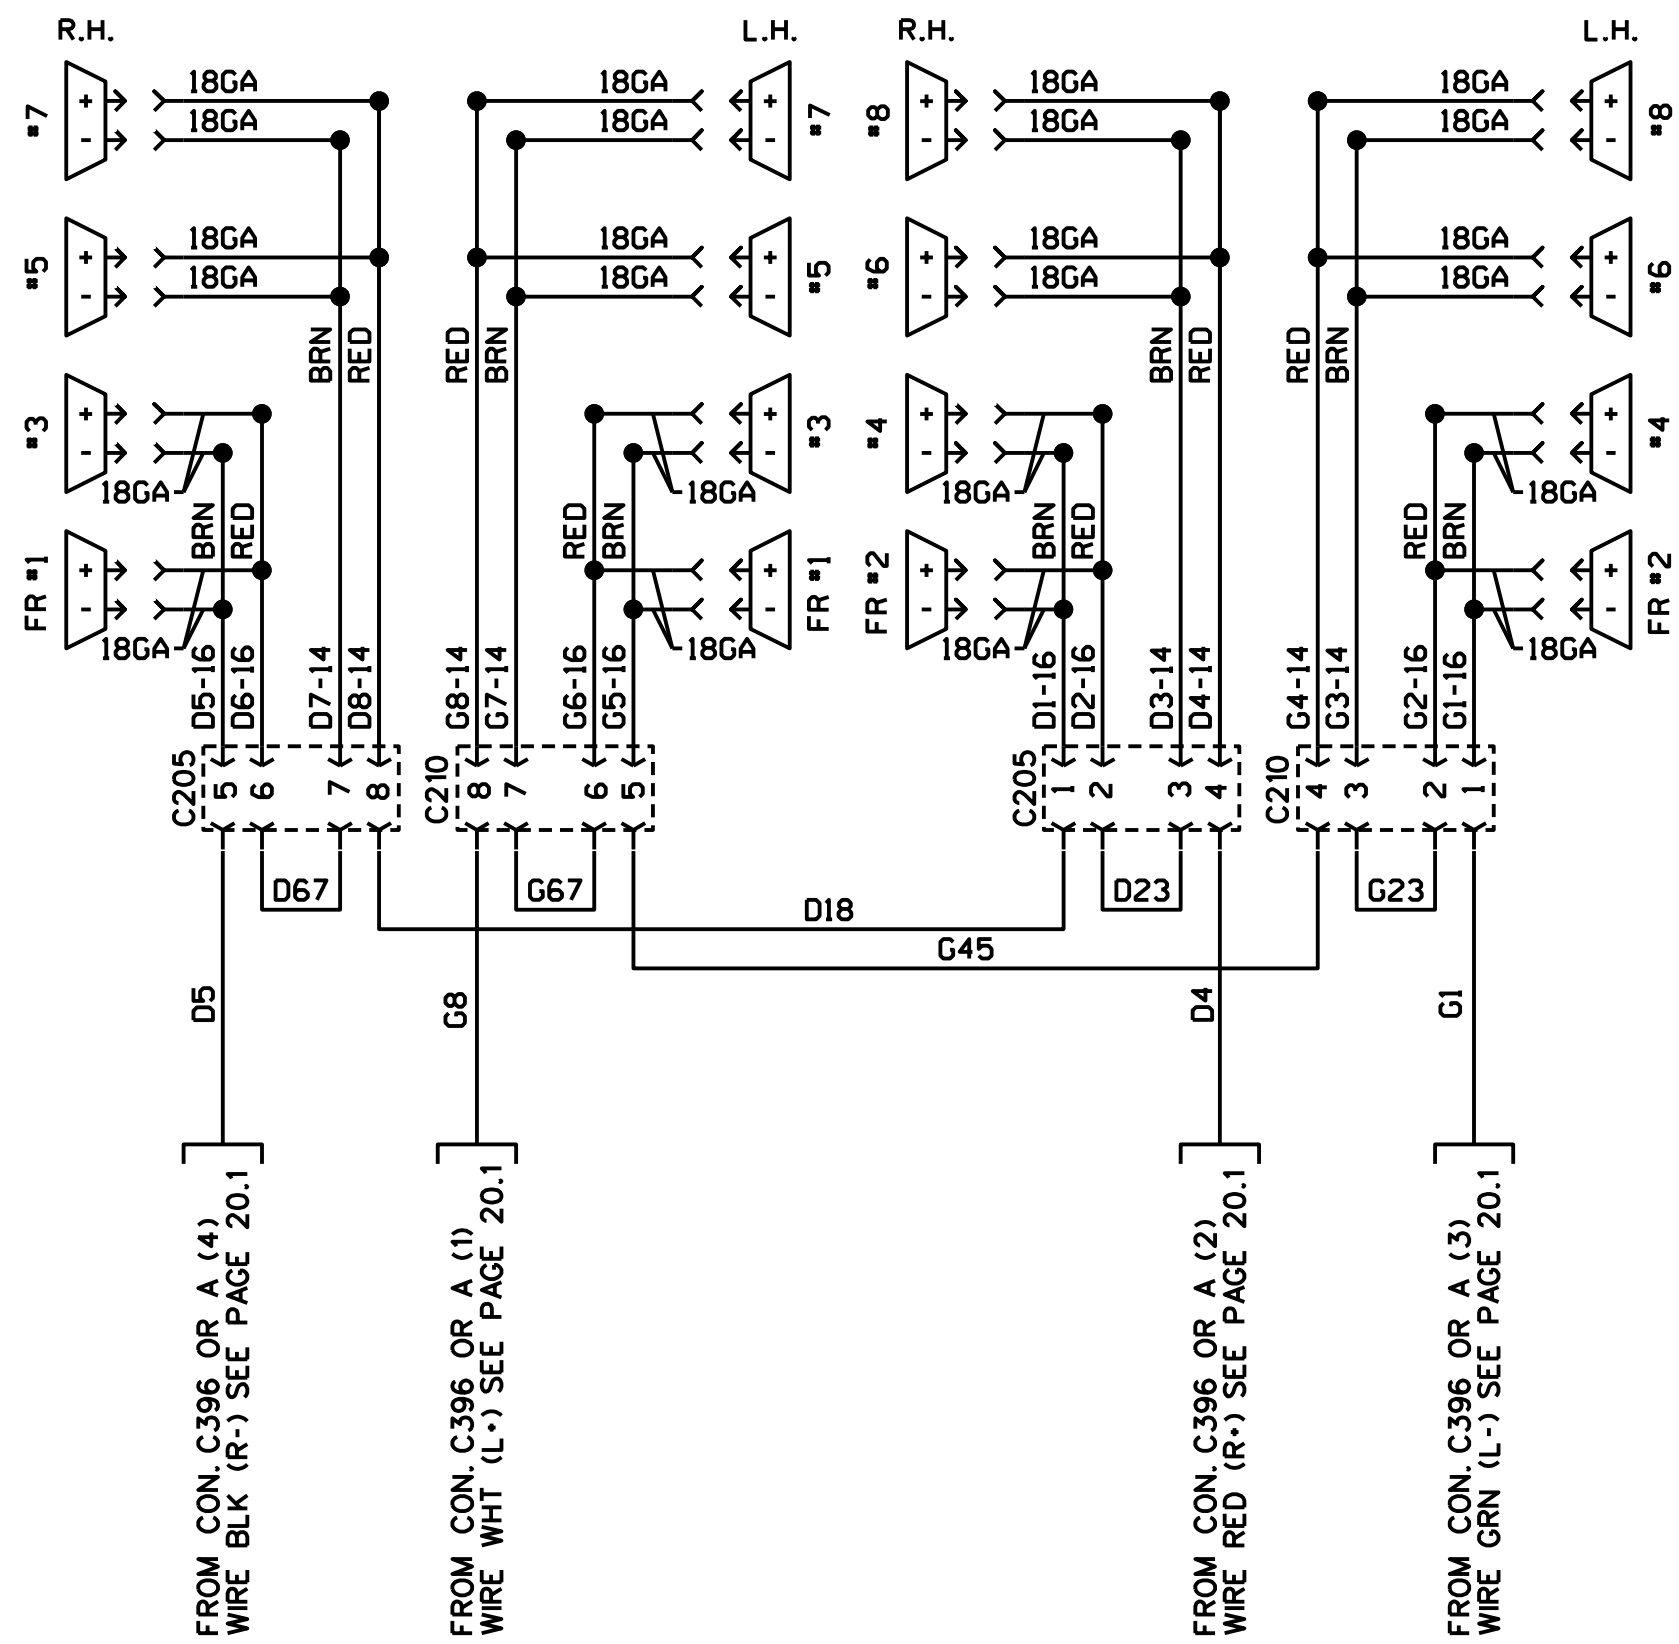 R.H.
L.H.
R.H.
L.H.
18GA
18GA
18GA
18GA
+
+
+
+
18GA
18GA
18GA
18GA
-
-
-
-
#7
#7
#8
#8
18GA
18GA
18GA
18GA
+
+
+
+
18GA
18GA
18GA
18GA
-
-
-
-
#5
#5
#6
#6
BRN
RED
RED
BRN
BRN
RED
RED
BRN
+
+
+
+
-
-
-
-
#3
#3
#4
#4
18GA
18GA
18GA
18GA
BRN
RED
RED
BRN
BRN
RED
RED
BRN
+
+
+
+
-
-
-
-
FR #1
FR #1
FR #2
FR #2
18GA
18GA
18GA
18GA
D5-16
D6-16
D7-14
D8-14
G8-14
G7-14
G6-16
G5-16
D1-16
D2-16
D3-14
D4-14
G4-14
G3-14
G2-16
G1-16
C205
5
6
7
8
C210
8
7
6
5
C205
1
2
3
4
C210
4
3
2
1
D67
G67
D23
G23
D18
G45
D5
G8
D4
G1
FROM CON. C396 OR A (4)
WIRE BLK (R-) SEE PAGE 20.1
FROM CON. C396 OR A (1)
WIRE WHT (L+) SEE PAGE 20.1
FROM CON. C396 OR A (2)
WIRE RED (R+) SEE PAGE 20.1
FROM CON. C396 OR A (3)
WIRE GRN (L-) SEE PAGE 20.1